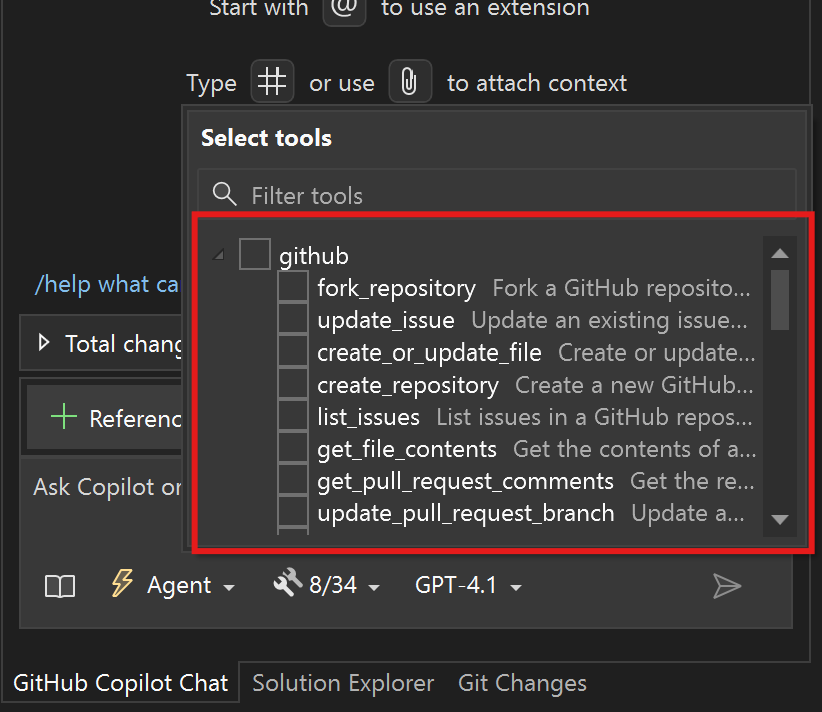 Start with @ to use an extension
Type # or use to attach context
Select tools
Filter tools
github
/help what ca
fork_repository Fork a GitHub reposito...
update_issue Update an existing issue...
Total chang
create_or_update_file Create or update...
create_repository Create a new GitHub...
+ Referenc
list_issues List issues in a GitHub repos...
get_file_contents Get the contents of a...
Ask Copilot or
get_pull_request_comments Get the re...
update_pull_request_branch Update a...
Agent 8/34 GPT-4.1
GitHub Copilot Chat Solution Explorer Git Changes